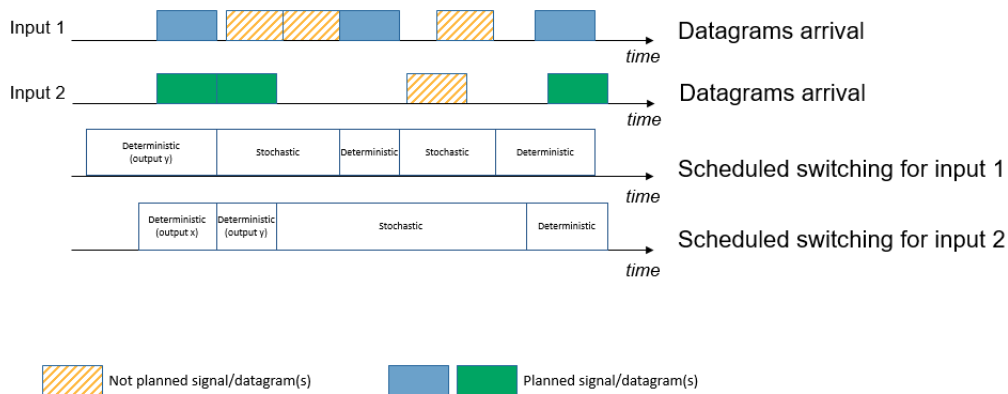 Input 1
time
Datagrams arrival
Input 2
time
Datagrams arrival
Deterministic
(output y)
Stochastic
Deterministic
Stochastic
Deterministic
time
Scheduled switching for input 1
Deterministic
(output x)
Deterministic
(output y)
Stochastic
Deterministic
time
Scheduled switching for input 2
Not planned signal/datagram(s)
Planned signal/datagram(s)